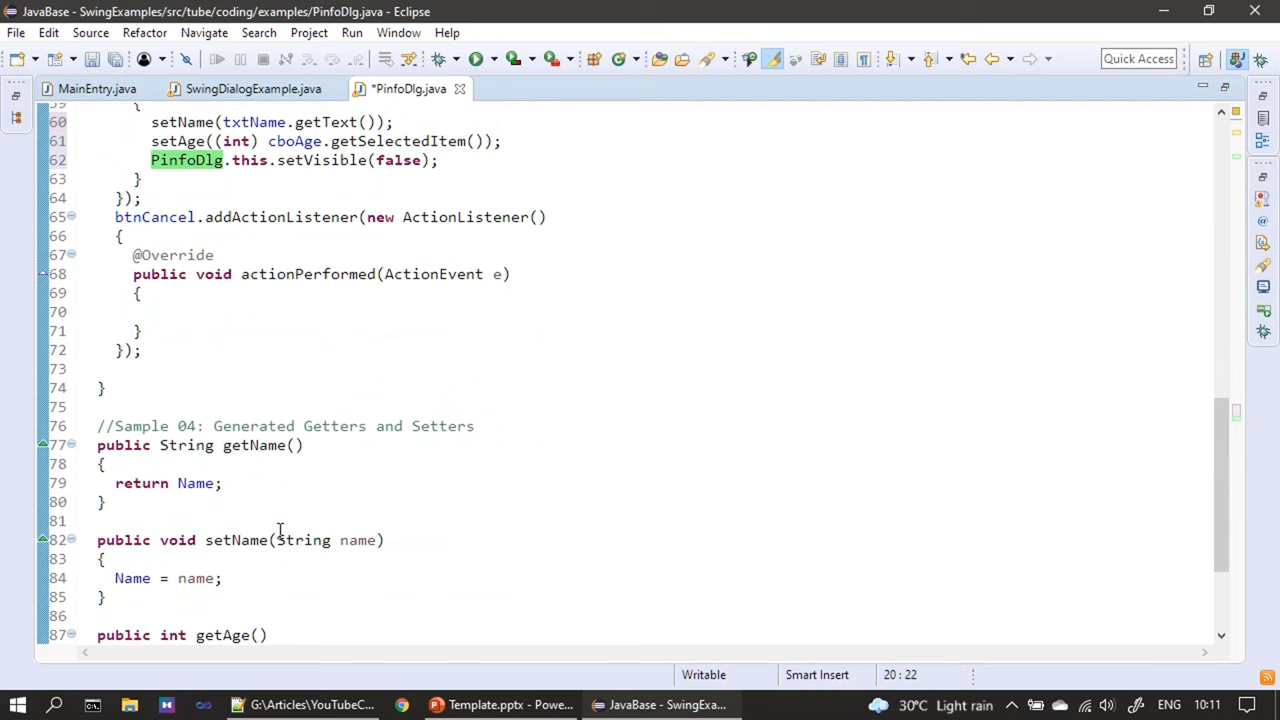 JavaBase - SwingExamples/src/tube/coding/examples/PinfoDlg.java - Eclipse
File Edit Source Refactor Navigate Search Project Run Window Help
Quick Access
MainEntry.java SwingDialogExample.java *PinfoDlg.java
59 {
60 setName(txtName.getText());
61 setAge((int) cboAge.getSelectedItem());
62 PinfoDlg.this.setVisible(false);
63 }
64 });
65 btnCancel.addActionListener(new ActionListener()
66 {
67 @Override
68 public void actionPerformed(ActionEvent e)
69 {
70
71 }
72 });
73
74 }
75
76 //Sample 04: Generated Getters and Setters
77 public String getName()
78 {
79 return Name;
80 }
81
82 public void setName(String name)
83 {
84 Name = name;
85 }
86
87 public int getAge()
Writable Smart Insert 20 : 22
G:\Articles\YouTubeC... Template.pptx - Powe... JavaBase - SwingExa... 30°C Light rain ENG 10:11